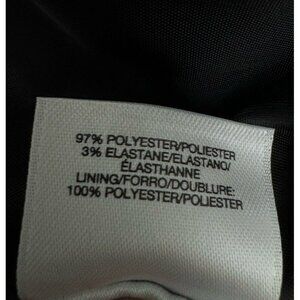 97% POLYESTER/POLIESTER
3% ELASTANE/ELASTANO/
ÉLASTHANNE
LINING/FORRO/DOUBLURE:
100% POLYESTER/POLIESTER